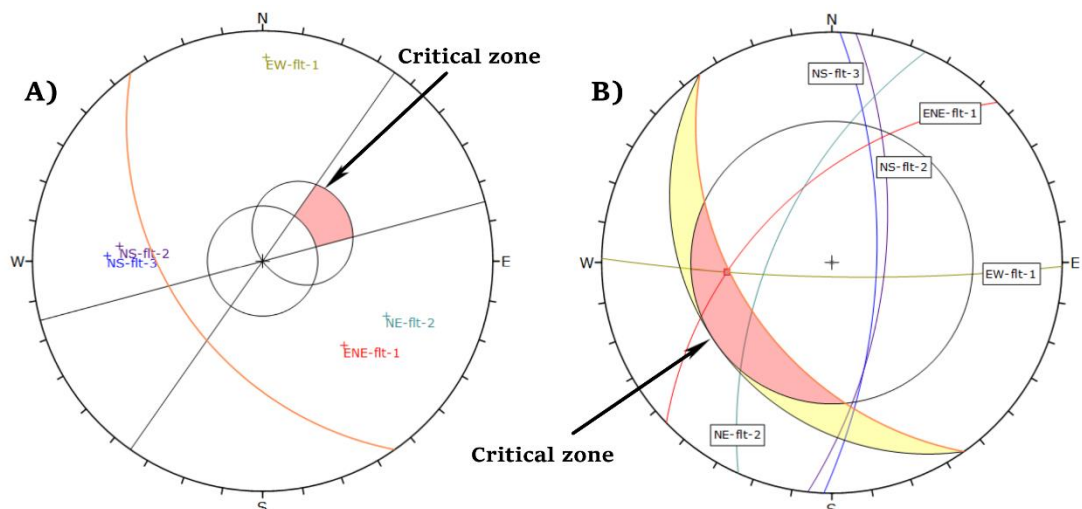 A)
N
EW-flt-1
Critical zone
W
NS-flt-2
NS-flt-3
E
NE-flt-2
ENE-flt-1
S
B)
N
NS-flt-3
ENE-flt-1
NS-flt-2
W
E
EW-flt-1
NE-flt-2
Critical zone
S